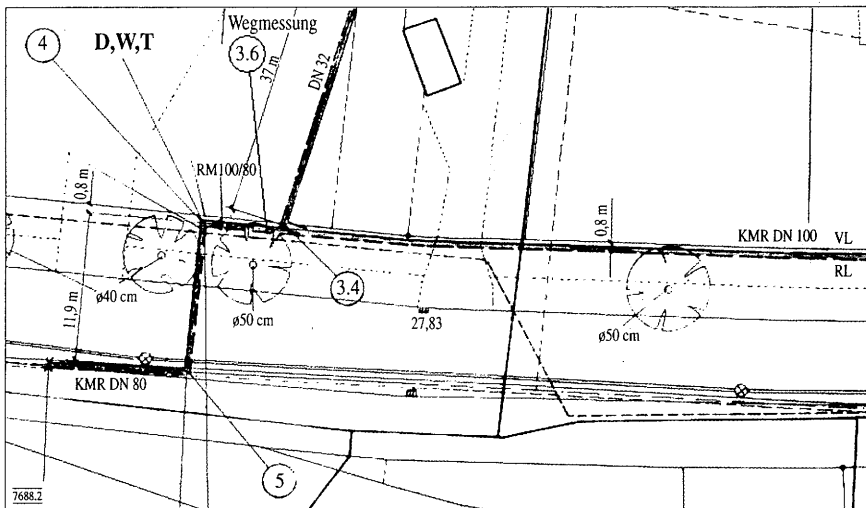 4
D,W,T
Wegmessung
3.6
37 m
DN 32
0,8 m
RM100/80
0,8 m
KMR DN 100
VL
RL
3.4
ø40 cm
ø50 cm
27,83
ø50 cm
11,9 m
KMR DN 80
5
7688.2